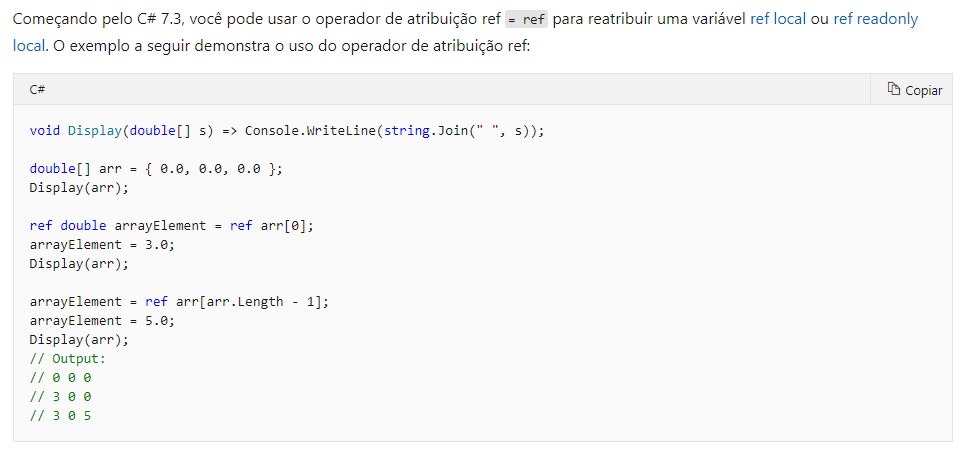 Começando pelo C# 7.3, você pode usar o operador de atribuição ref = ref para reatribuir uma variável ref local ou ref readonly
local. O exemplo a seguir demonstra o uso do operador de atribuição ref:
C# Copiar
void Display(double[] s) => Console.WriteLine(string.Join(" ", s));
double[] arr = { 0.0, 0.0, 0.0 };
Display(arr);
ref double arrayElement = ref arr[0];
arrayElement = 3.0;
Display(arr);
arrayElement = ref arr[arr.Length - 1];
arrayElement = 5.0;
Display(arr);
// Output:
// 0 0 0
// 3 0 0
// 3 0 5